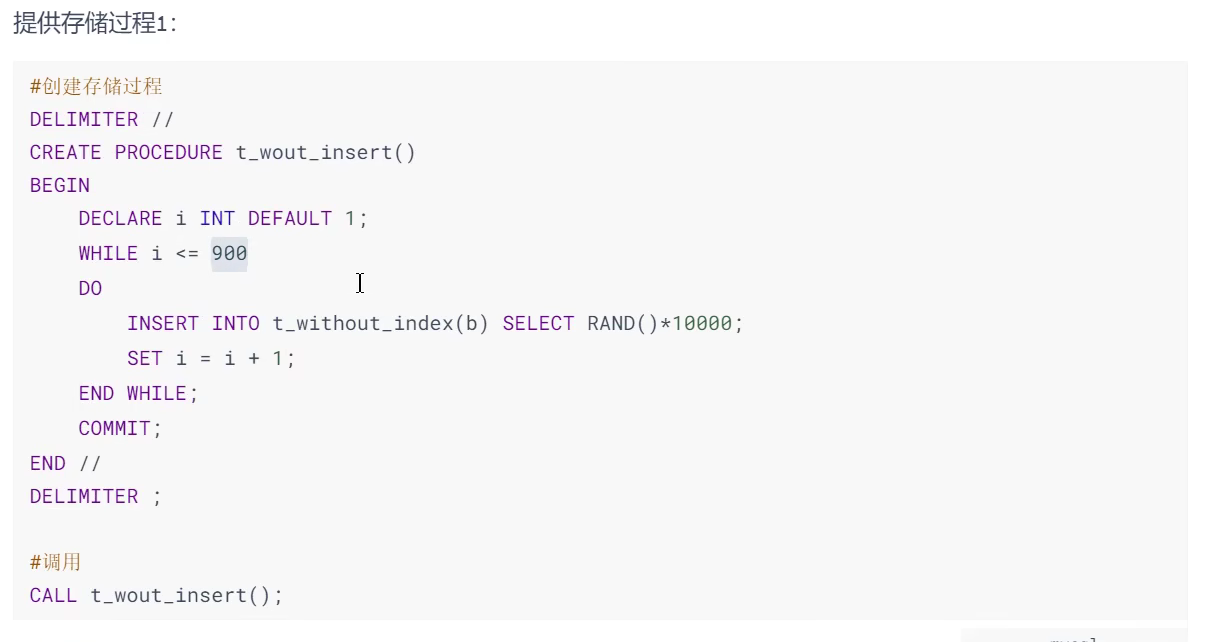 提供存储过程1：
#创建存储过程
DELIMITER //
CREATE PROCEDURE t_wout_insert()
BEGIN
    DECLARE i INT DEFAULT 1;
    WHILE i <= 900
    DO
        INSERT INTO t_without_index(b) SELECT RAND()*10000;
        SET i = i + 1;
    END WHILE;
    COMMIT;
END //
DELIMITER ;
#调用
CALL t_wout_insert();